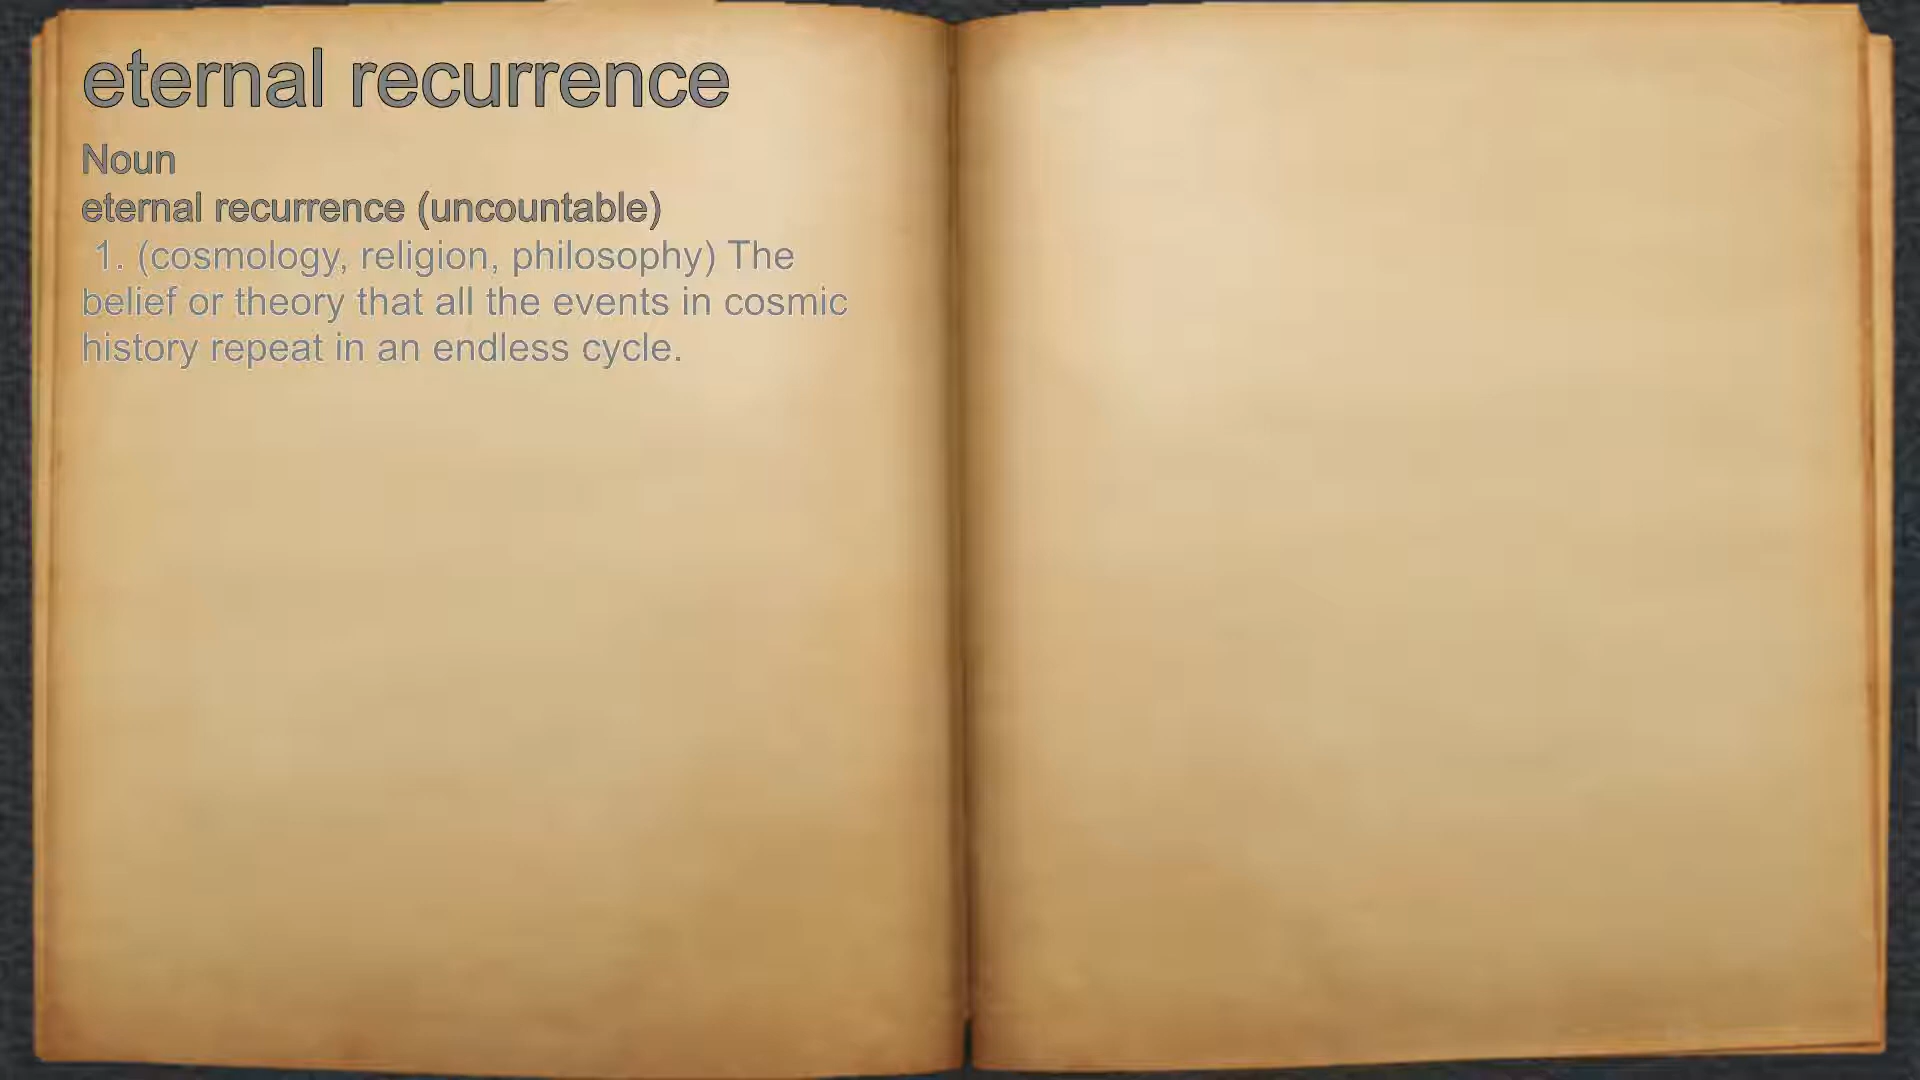 eternal recurrence
Noun
eternal recurrence (uncountable)
1. (cosmology, religion, philosophy) The
belief or theory that all the events in cosmic
history repeat in an endless cycle.